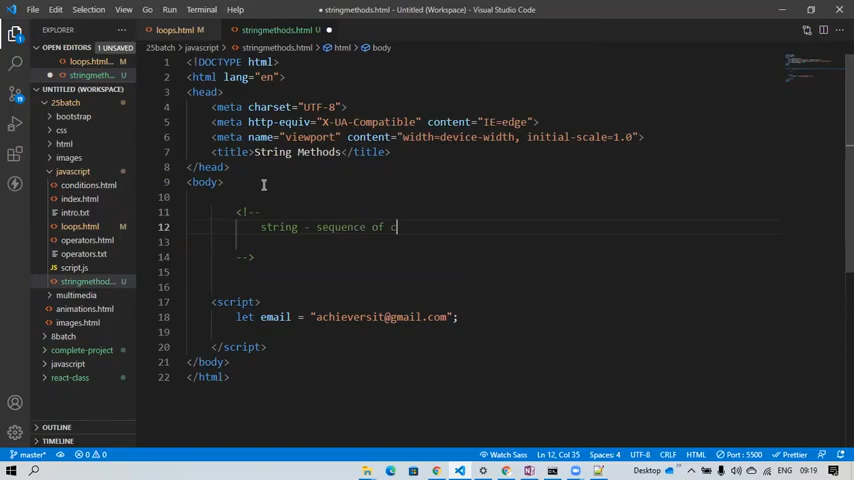 File Edit Selection View Go Run Terminal Help
● stringmethods.html - Untitled (Workspace) - Visual Studio Code
EXPLORER ...
loops.html U
stringmethods.html U ●
25batch > javascript > stringmethods.html > html > body
OPEN EDITORS 1 UNSAVED
loops.html...
● stringmeth... U
UNTITLED (WORKSPACE)
25batch
bootstrap
css
html
images
javascript
conditions.html
index.html
intro.txt
loops.html U
operators.html
operators.txt
script.js
stringmethod... U
multimedia
animations.html
images.html
8batch
complete-project
javascript
react-class
OUTLINE
TIMELINE
1 <!DOCTYPE html>
2 <html lang="en">
3 <head>
4 <meta charset="UTF-8">
5 <meta http-equiv="X-UA-Compatible" content="IE=edge">
6 <meta name="viewport" content="width=device-width, initial-scale=1.0">
7 <title>String Methods</title>
8 </head>
9 <body>
10
11 <!--
12 string - sequence of c
13
14 -->
15
16
17 <script>
18 let email = "achieversit@gmail.com";
19
20 </script>
21 </body>
22 </html>
master* 0 0
Watch Sass Ln 12, Col 35 Spaces: 4 UTF-8 CRLF HTML Port : 5500 Prettier
Desktop ENG 09:19